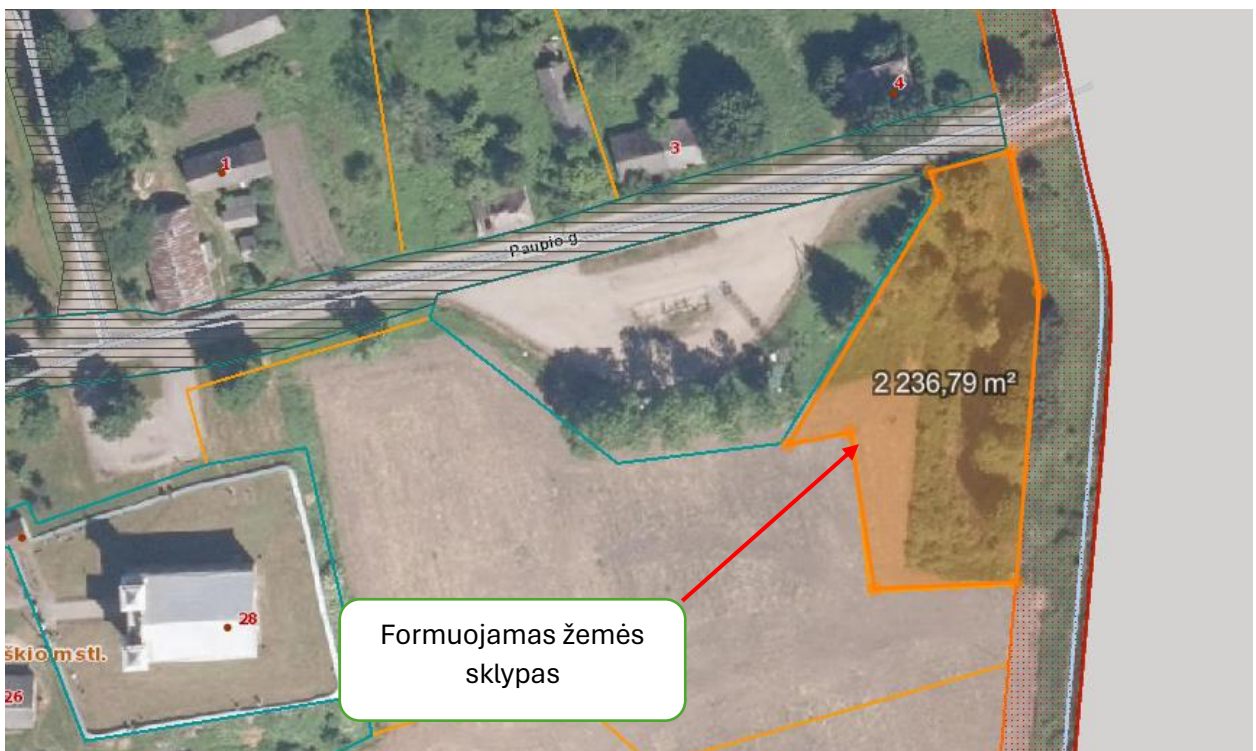 4
3
1
Paupio g.
2 236,79 m²
28
škio mstl.
26
Formuojamas žemės
sklypas